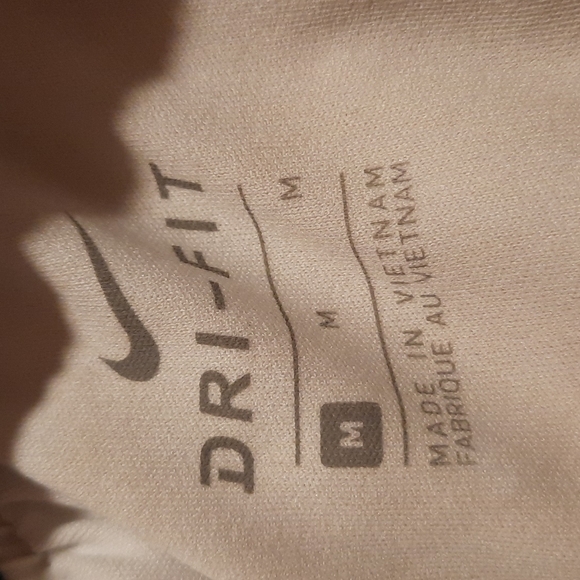 DRI-FIT
M M M
MADE IN VIETNAM
FABRIQUE AU VIETNAM